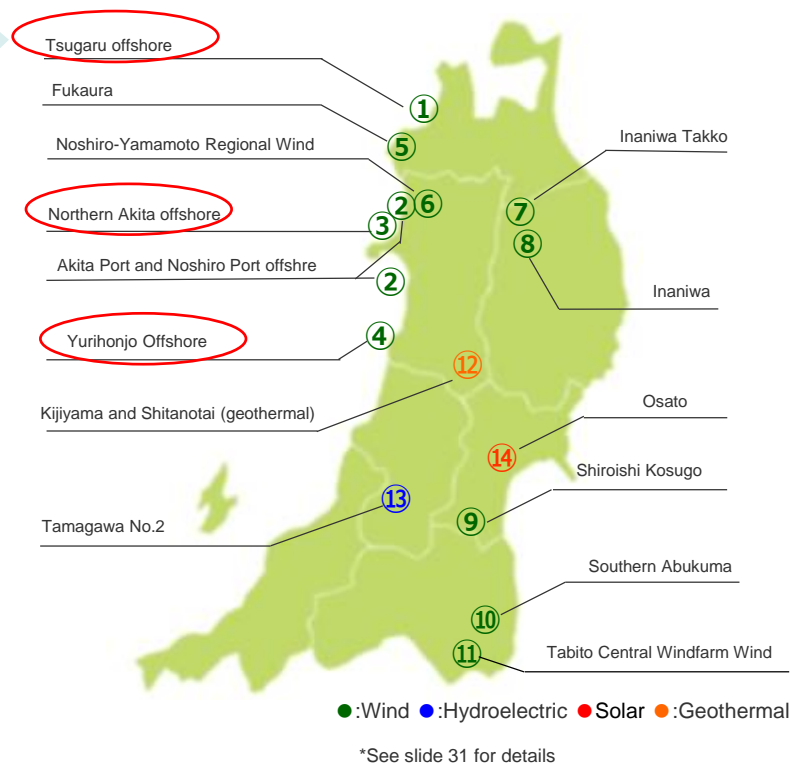 Tsugaru offshore
Fukaura
Noshiro-Yamamoto Regional Wind
Northern Akita offshore
Akita Port and Noshiro Port offshre
Yurihonjo Offshore
Kijiyama and Shitanotai (geothermal)
Tamagawa No.2
①
⑤
②
⑥
③
②
④
⑦
⑧
⑫
⑭
⑬
⑨
⑩
⑪
Inaniwa Takko
Inaniwa
Osato
Shiroishi Kosugo
Southern Abukuma
Tabito Central Windfarm Wind
●:Wind ●:Hydroelectric ●Solar ●:Geothermal
*See slide 31 for details